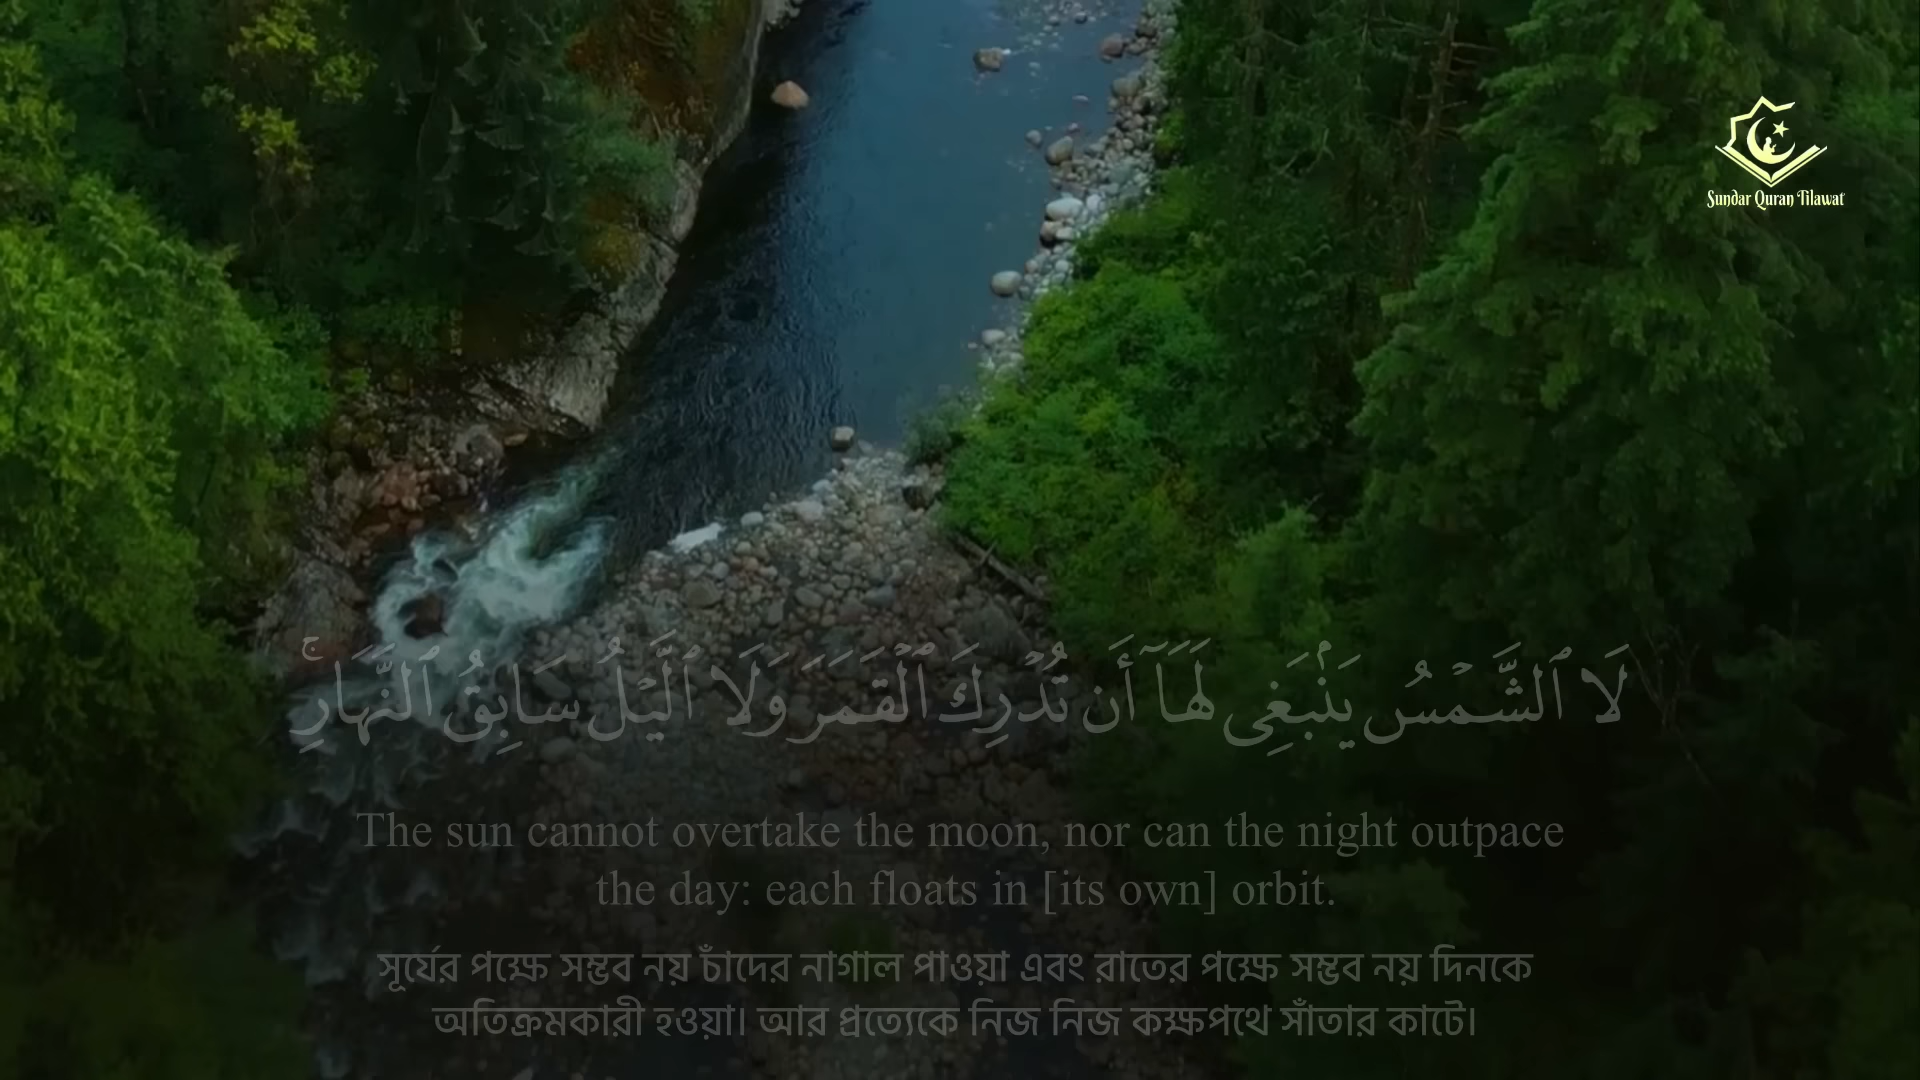 Sundar Quran Tilawat
لَا ٱلشَّمْسُ يَنۢبَغِى لَهَآ أَن تُدْرِكَ ٱلْقَمَرَ وَلَا ٱلَّيْلُ سَابِقُ ٱلنَّهَارِ ۚ
The sun cannot overtake the moon, nor can the night outpace
the day: each floats in [its own] orbit.
সূর্যের পক্ষে সম্ভব নয় চাঁদের নাগাল পাওয়া এবং রাতের পক্ষে সম্ভব নয় দিনকে
অতিক্রমকারী হওয়া। আর প্রত্যেকে নিজ নিজ কক্ষপথে সাঁতার কাটে।